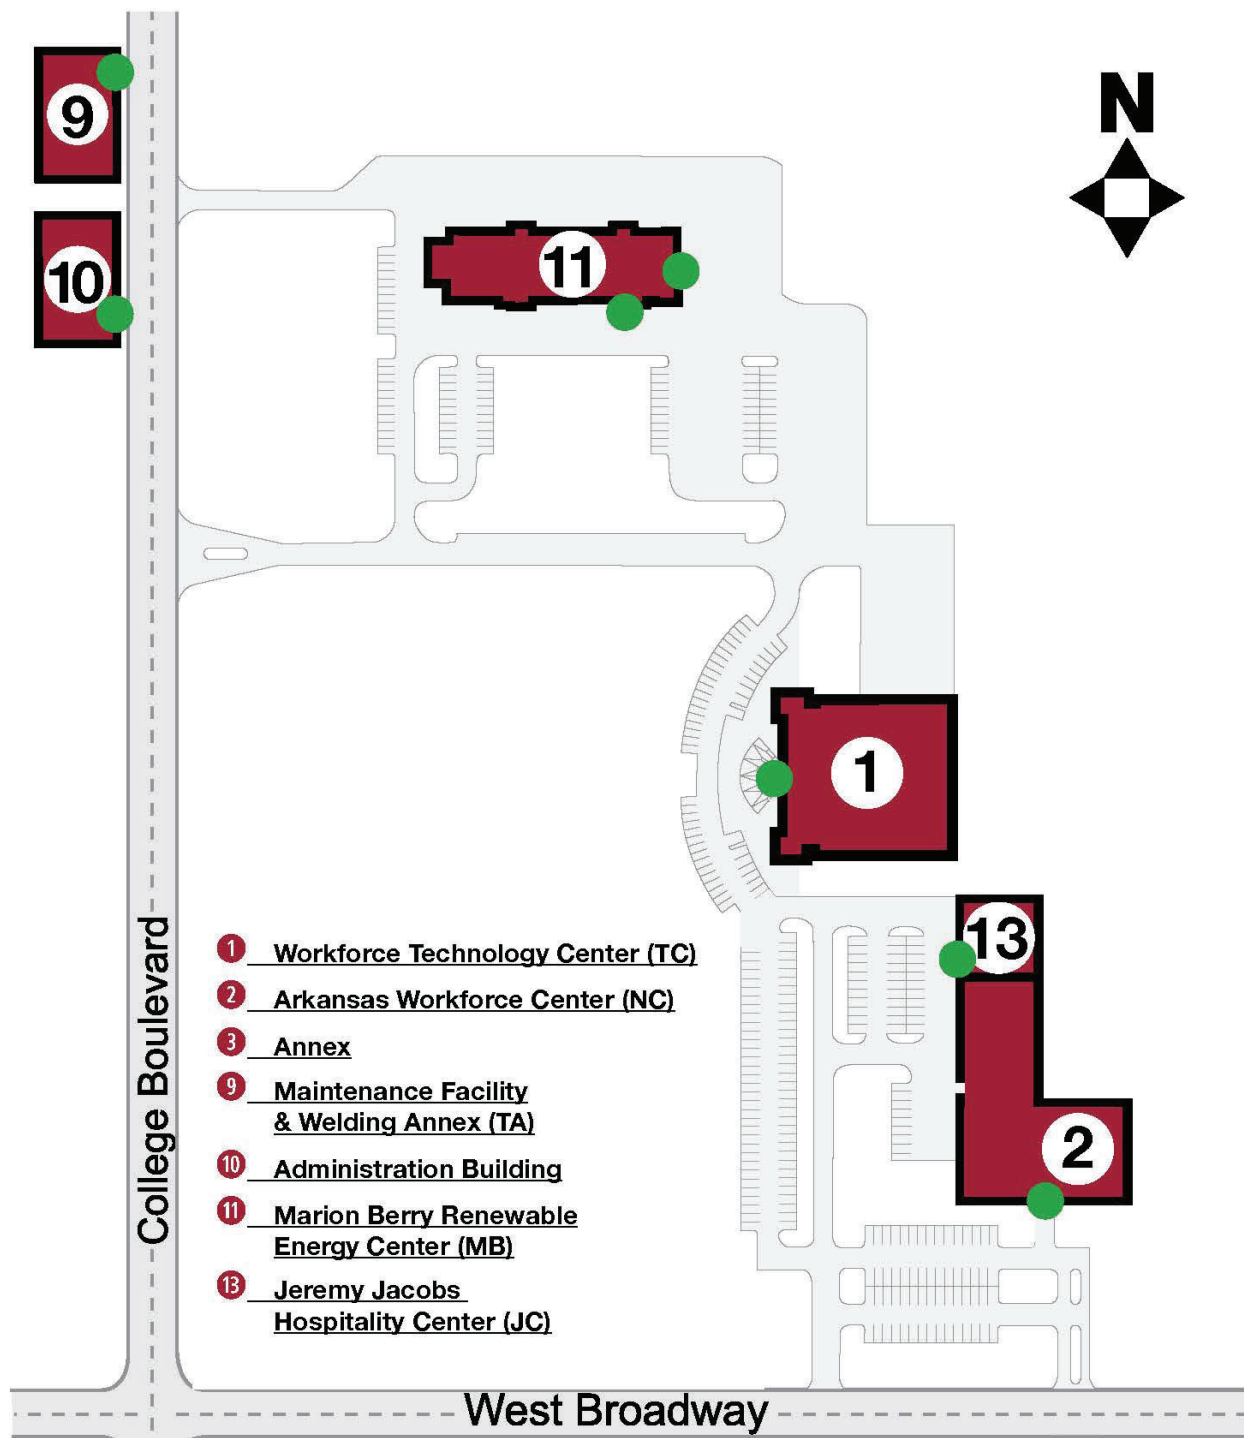 N
9
10
11
1
13
2
1 Workforce Technology Center (TC)
2 Arkansas Workforce Center (NC)
3 Annex
9 Maintenance Facility
& Welding Annex (TA)
10 Administration Building
11 Marion Berry Renewable
Energy Center (MB)
13 Jeremy Jacobs
Hospitality Center (JC)
College Boulevard
West Broadway